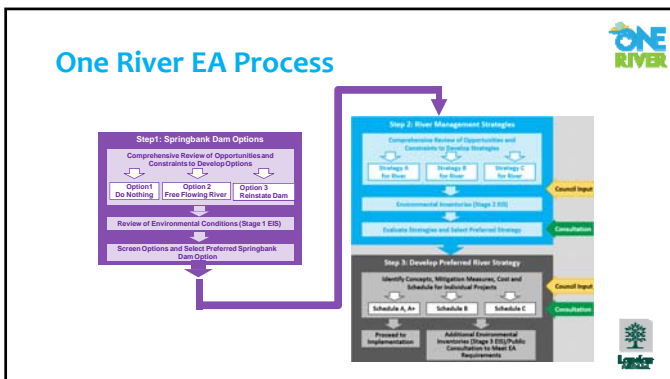 One River EA Process
ONE
RIVER
Step1: Springbank Dam Options
Comprehensive Review of Opportunities and
Constraints to Develop Options
Option1
Do Nothing
Option 2
Free Flowing River
Option 3
Reinstate Dam
Review of Environmental Conditions (Stage 1 EIS)
Screen Options and Select Preferred Springbank
Dam Option
Step 2: River Management Strategies
Comprehensive Review of Opportunities and
Constraints to Develop Strategies
Strategy A
for River
Strategy B
for River
Strategy C
for River
Council Input
Environmental Inventories (Stage 2 EIS)
Evaluate Strategies and Select Preferred Strategy
Consultation
Step 3: Develop Preferred River Strategy
Identify Concepts, Mitigation Measures, Cost and
Schedule for Individual Projects
Council Input
Schedule A, A+
Schedule B
Schedule C
Consultation
Proceed to
Implementation
Additional Environmental
Inventories (Stage 3 EIS)/Public
Consultation to Meet EA
Requirements
London